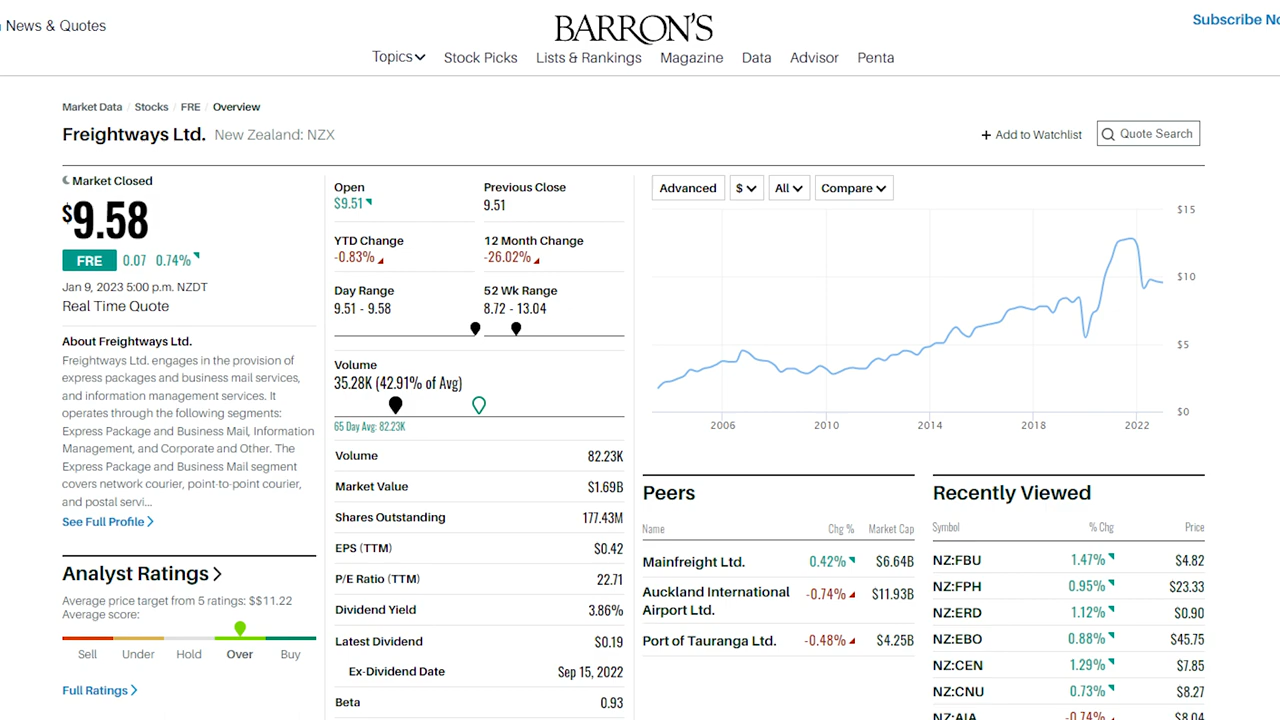 News & Quotes
BARRON'S
Subscribe No
Topics
Stock Picks
Lists & Rankings
Magazine
Data
Advisor
Penta
Market Data / Stocks / FRE / Overview
Freightways Ltd. New Zealand: NZX
+ Add to Watchlist
Quote Search
Market Closed
$9.58
FRE 0.07 0.74%
Jan 9, 2023 5:00 p.m. NZDT
Real Time Quote
About Freightways Ltd.
Freightways Ltd. engages in the provision of
express packages and business mail services,
and information management services. It
operates through the following segments:
Express Package and Business Mail, Information
Management, and Corporate and Other. The
Express Package and Business Mail segment
covers network courier, point-to-point courier,
and postal servi...
See Full Profile
Analyst Ratings
Average price target from 5 ratings: $$11.22
Average score:
Sell Under Hold Over Buy
Full Ratings
Open
$9.51
Previous Close
9.51
YTD Change
-0.83%
12 Month Change
-26.02%
Day Range
9.51 - 9.58
52 Wk Range
8.72 - 13.04
Volume
35.28K (42.91% of Avg)
65 Day Avg: 82.23K
Volume 82.23K
Market Value $1.69B
Shares Outstanding 177.43M
EPS (TTM) $0.42
P/E Ratio (TTM) 22.71
Dividend Yield 3.86%
Latest Dividend $0.19
Ex-Dividend Date Sep 15, 2022
Beta 0.93
Advanced
$
All
Compare
$15
$10
$5
$0
2006 2010 2014 2018 2022
Peers
Name Chg % Market Cap
Mainfreight Ltd. 0.42% $6.64B
Auckland International
Airport Ltd. -0.74% $11.93B
Port of Tauranga Ltd. -0.48% $4.25B
Recently Viewed
Symbol % Chg Price
NZ:FBU 1.47% $4.82
NZ:FPH 0.95% $23.33
NZ:ERD 1.12% $0.90
NZ:EBO 0.88% $45.75
NZ:CEN 1.29% $7.85
NZ:CNU 0.73% $8.27
NZ:AIA -0.74% $8.04